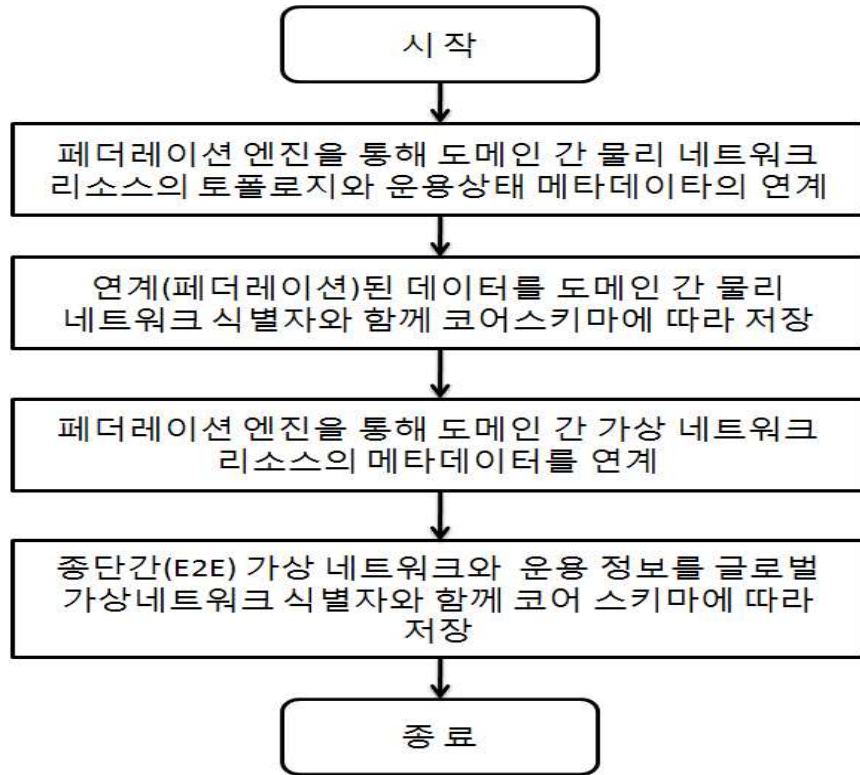 시 작
페더레이션 엔진을 통해 도메인 간 물리 네트워크
리소스의 토폴로지와 운용상태 메타데이타의 연계
연계(페더레이션)된 데이터를 도메인 간 물리
네트워크 식별자와 함께 코어스키마에 따라 저장
페더레이션 엔진을 통해 도메인 간 가상 네트워크
리소스의 메타데이터를 연계
종단간(E2E) 가상 네트워크와 운용 정보를 글로벌
가상네트워크 식별자와 함께 코어 스키마에 따라
저장
종 료